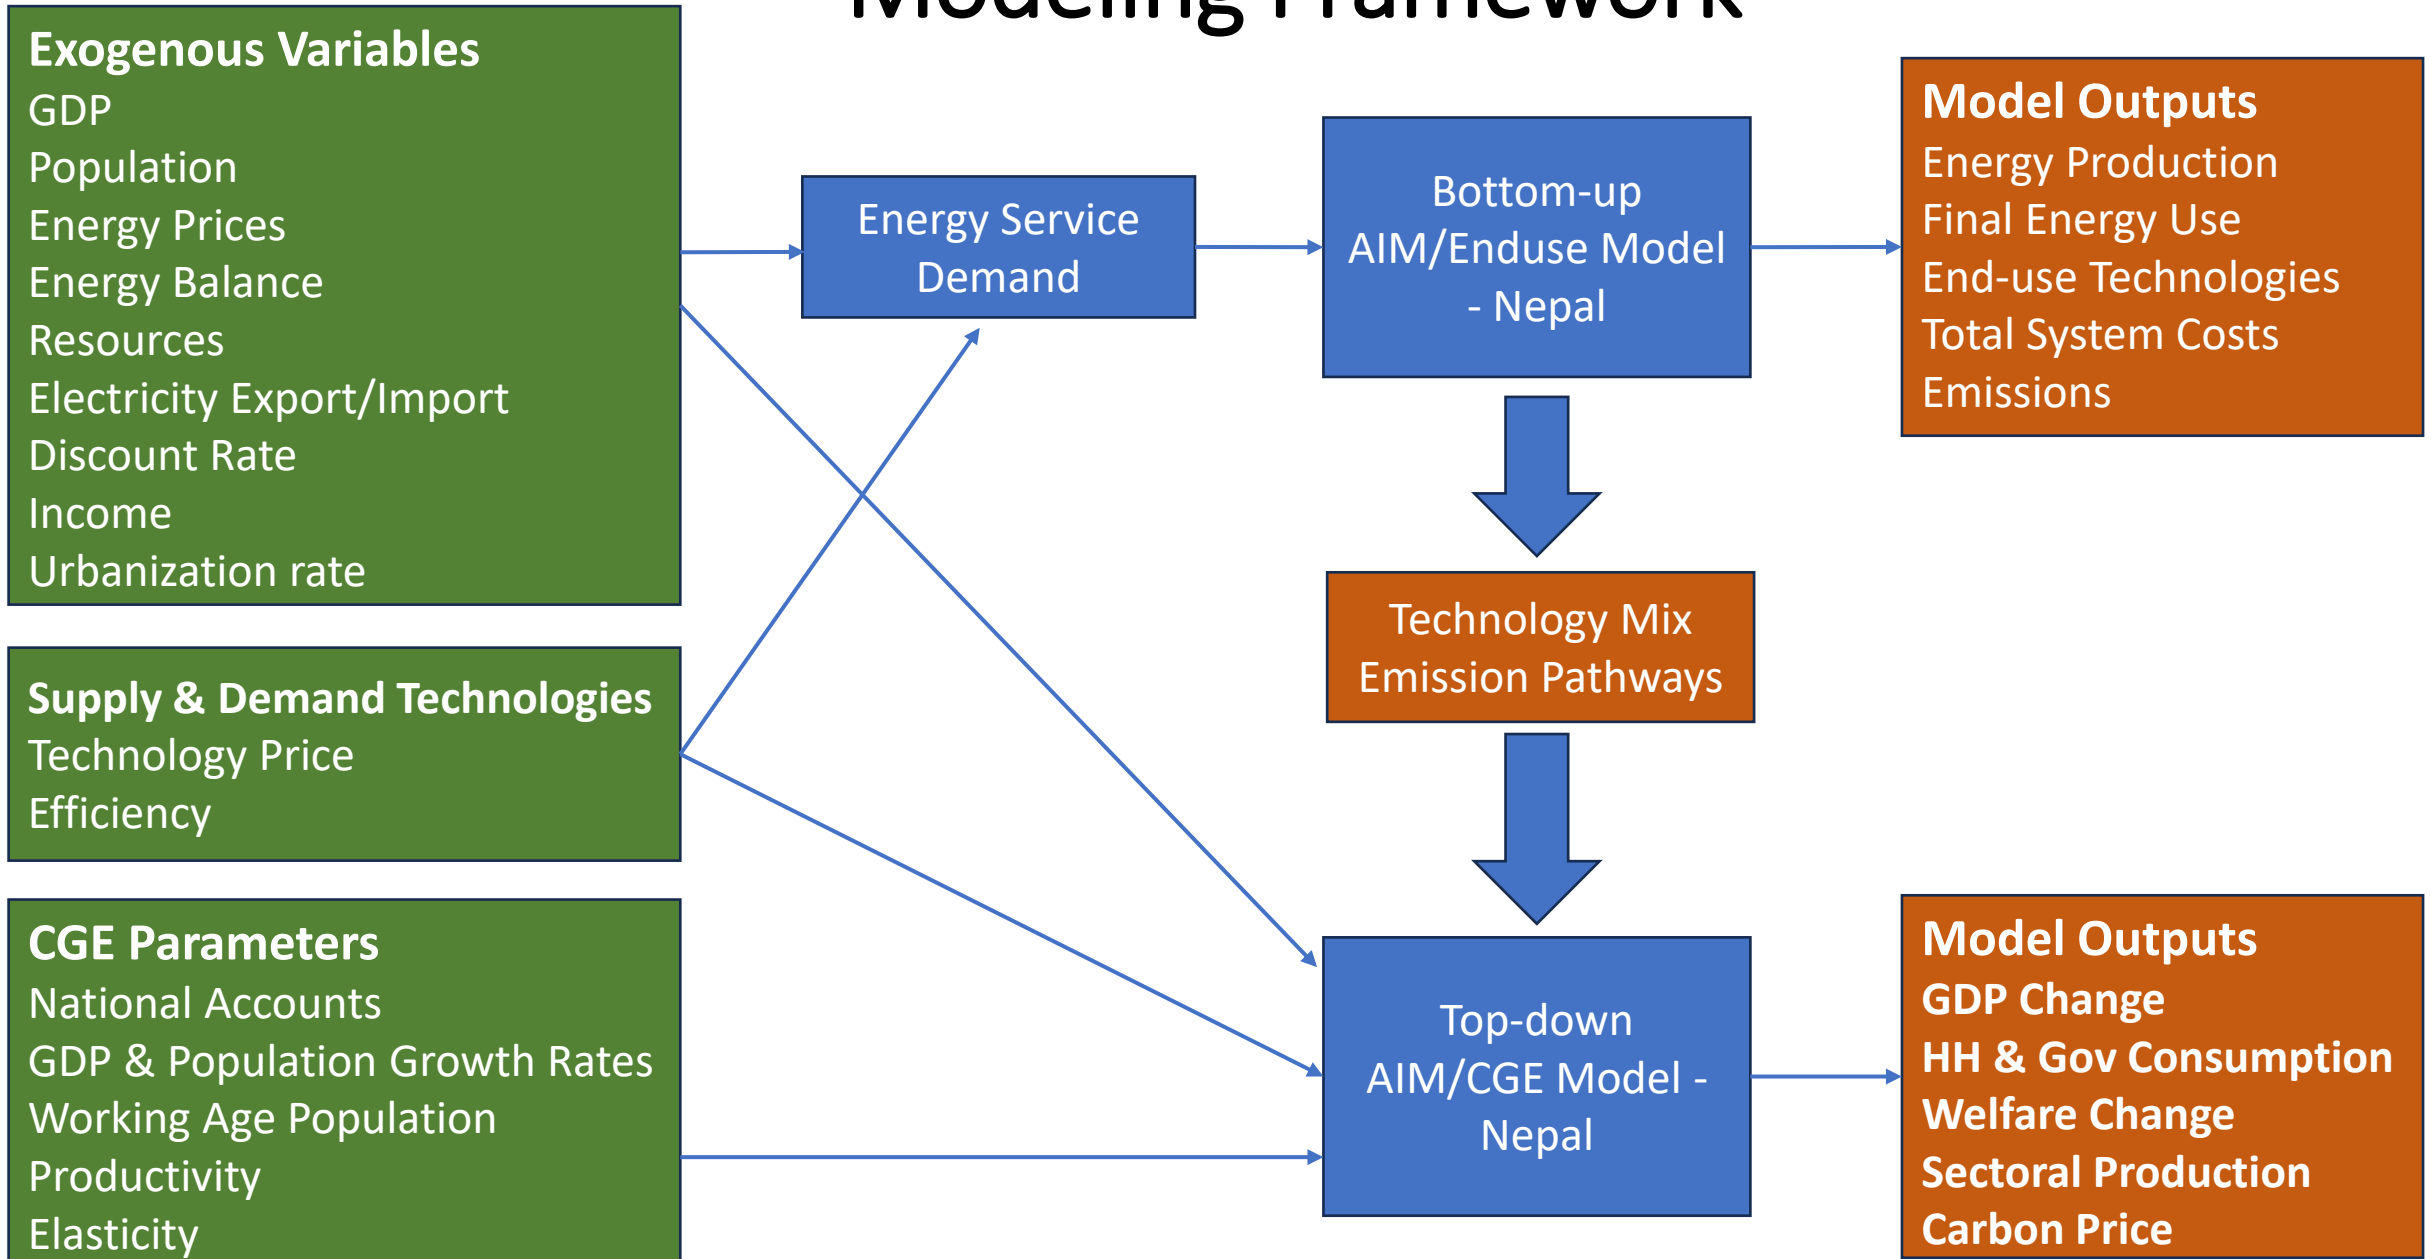 Modeling Framework
Exogenous Variables
GDP
Population
Energy Prices
Energy Balance
Resources
Electricity Export/Import
Discount Rate
Income
Urbanization rate
Supply & Demand Technologies
Technology Price
Efficiency
CGE Parameters
National Accounts
GDP & Population Growth Rates
Working Age Population
Productivity
Elasticity
Energy Service
Demand
Bottom-up
AIM/Enduse Model
- Nepal
Technology Mix
Emission Pathways
Top-down
AIM/CGE Model -
Nepal
Model Outputs
Energy Production
Final Energy Use
End-use Technologies
Total System Costs
Emissions
Model Outputs
GDP Change
HH & Gov Consumption
Welfare Change
Sectoral Production
Carbon Price